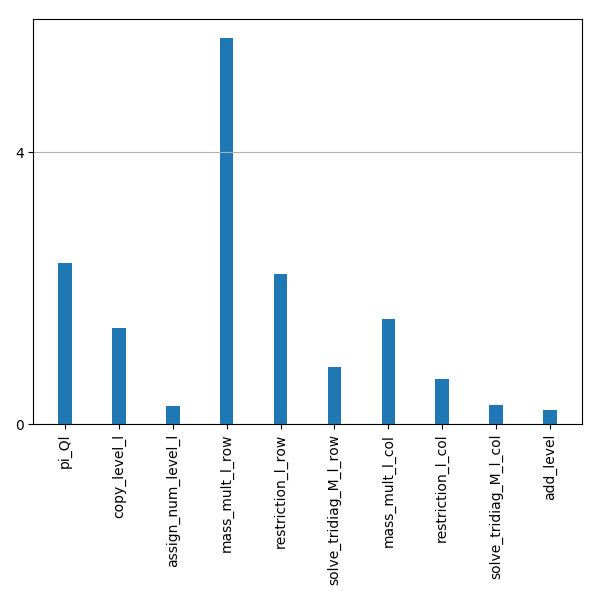 4
0
pi_Ql
copy_level_l
assign_num_level_l
mass_mult_l_row
restriction_l_row
solve_tridiag_M_l_row
mass_mult_l_col
restriction_l_col
solve_tridiag_M_l_col
add_level